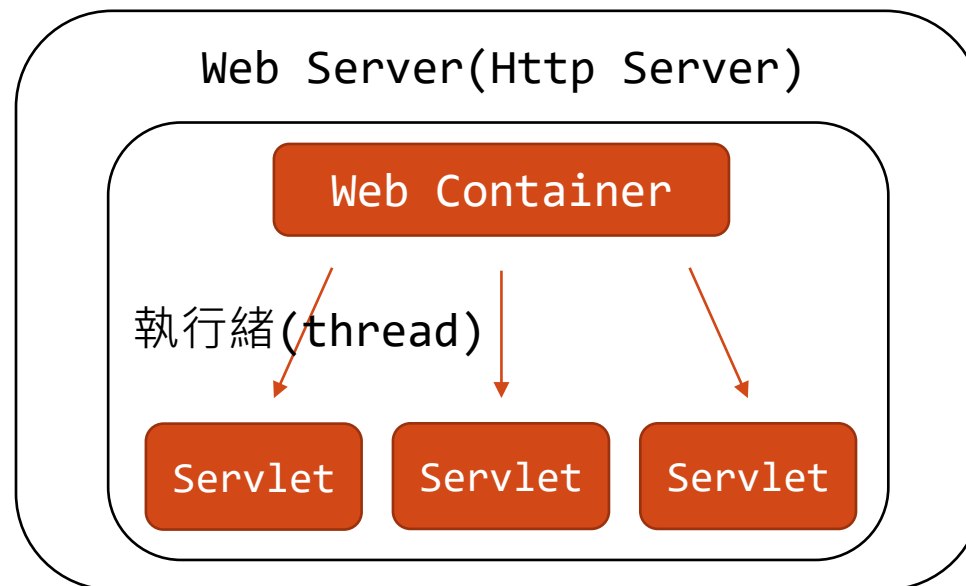 Web Server(Http Server)
Web Container
執行緒(thread)
Servlet Servlet Servlet